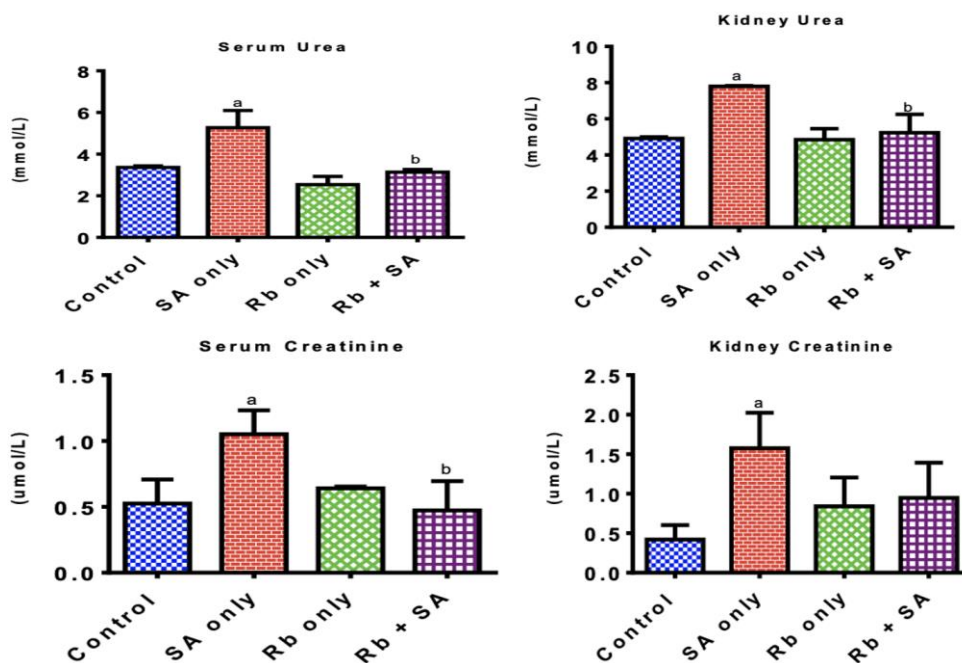 Serum Urea
8
6
4
2
0
(mmol/L)
a
b
Control
SA only
Rb only
Rb + SA
Kidney Urea
10
8
6
4
2
0
(mmol/L)
a
b
Control
SA only
Rb only
Rb + SA
Serum Creatinine
1.5
1.0
0.5
0.0
(umol/L)
a
b
Control
SA only
Rb only
Rb + SA
Kidney Creatinine
2.5
2.0
1.5
1.0
0.5
0.0
(umol/L)
a
Control
SA only
Rb only
Rb + SA